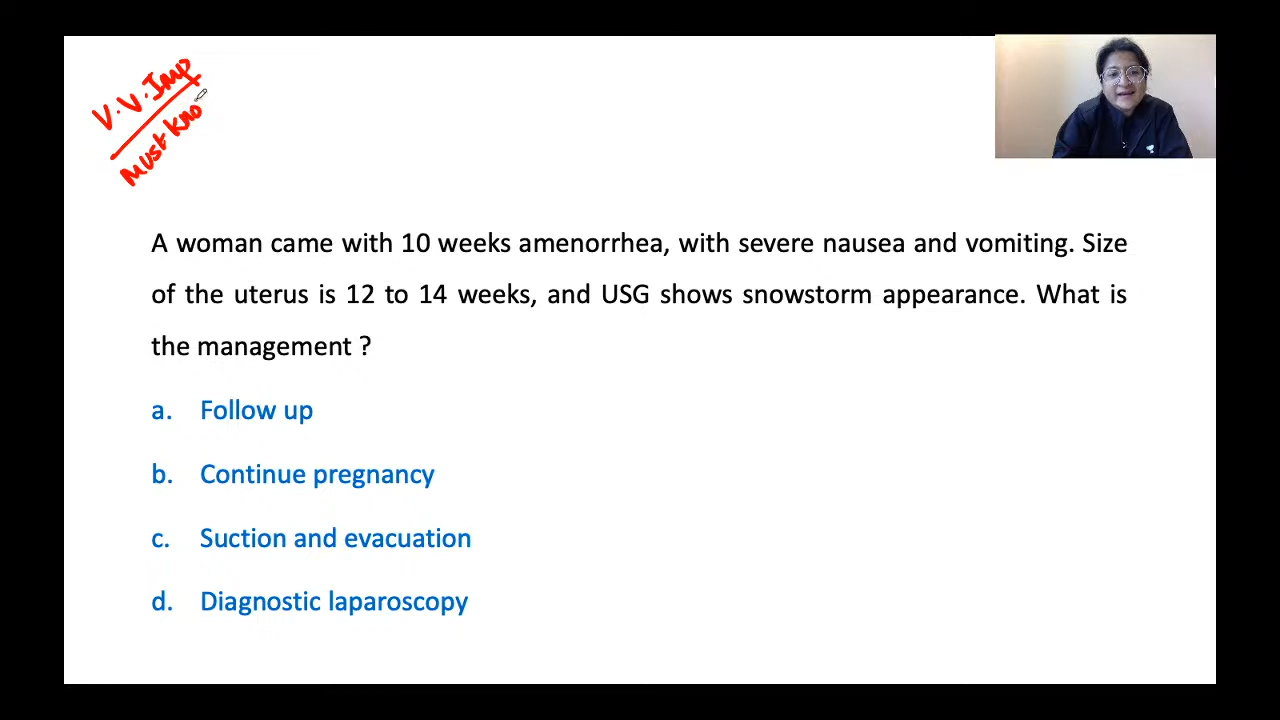 V.V.Imp
Must Kno
A woman came with 10 weeks amenorrhea, with severe nausea and vomiting. Size
of the uterus is 12 to 14 weeks, and USG shows snowstorm appearance. What is
the management ?
a. Follow up
b. Continue pregnancy
c. Suction and evacuation
d. Diagnostic laparoscopy